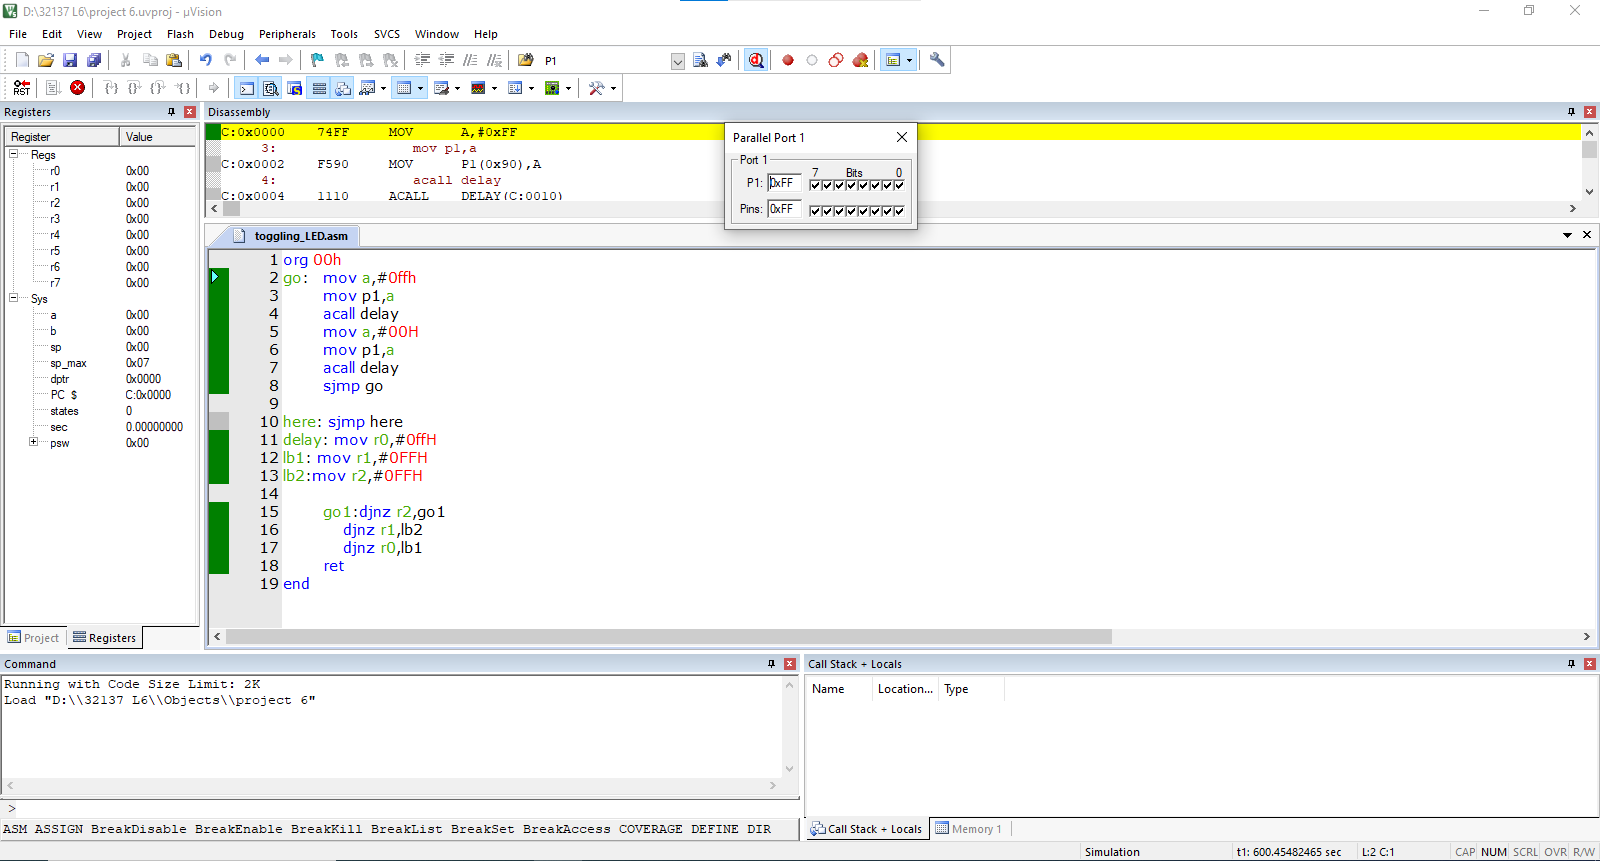 D:\32137 L6\project 6.uvproj - µVision
File Edit View Project Flash Debug Peripherals Tools SVCS Window Help
P1
RST
Registers
Register Value
Regs
r0 0x00
r1 0x00
r2 0x00
r3 0x00
r4 0x00
r5 0x00
r6 0x00
r7 0x00
Sys
a 0x00
b 0x00
sp 0x00
sp_max 0x07
dptr 0x0000
PC $ C:0x0000
states 0
sec 0.00000000
psw 0x00
Project Registers
Disassembly
C:0x0000 74FF MOV A,#0xFF
3: mov p1,a
C:0x0002 F590 MOV P1(0x90),A
4: acall delay
C:0x0004 1110 ACALL DELAY(C:0010)
Parallel Port 1
Port 1
7 Bits 0
P1: 0xFF
Pins: 0xFF
toggling_LED.asm
1 org 00h
2 go: mov a,#0ffh
3 mov p1,a
4 acall delay
5 mov a,#00H
6 mov p1,a
7 acall delay
8 sjmp go
9
10 here: sjmp here
11 delay: mov r0,#0ffH
12 lb1: mov r1,#0FFH
13 lb2:mov r2,#0FFH
14
15 go1:djnz r2,go1
16 djnz r1,lb2
17 djnz r0,lb1
18 ret
19 end
Command
Running with Code Size Limit: 2K
Load "D:\\32137 L6\\Objects\\project 6"
>
ASM ASSIGN BreakDisable BreakEnable BreakKill BreakList BreakSet BreakAccess COVERAGE DEFINE DIR
Call Stack + Locals
Name Location... Type
Call Stack + Locals Memory 1
Simulation t1: 600.45482465 sec L:2 C:1 CAP NUM SCRL OVR R/W